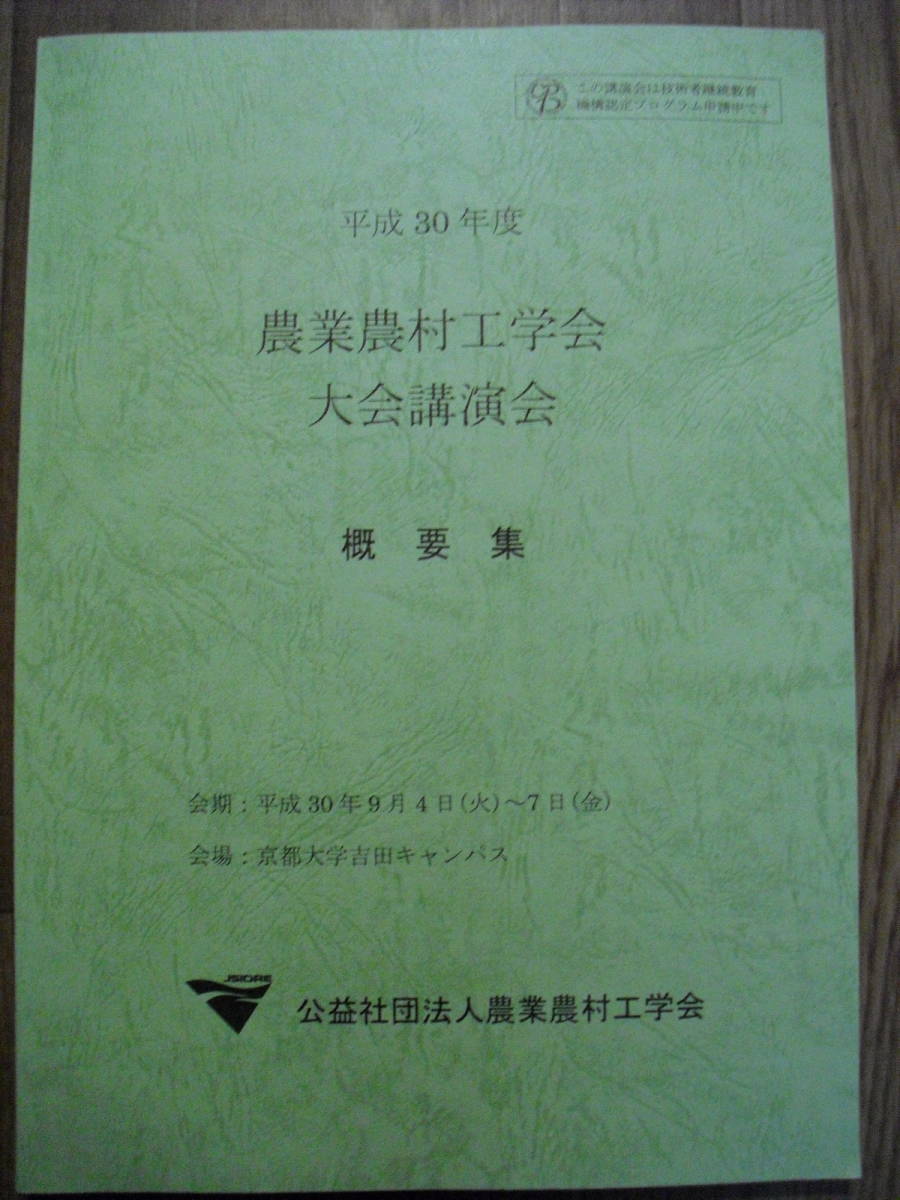 この講演会は技術者継続教育
機構認定プログラム申請中です
平成 30 年度
農業農村工学会
大会講演会
概 要 集
会期：平成 30 年 9 月 4 日(火)～7 日(金)
会場：京都大学吉田キャンパス
JSIDRE
公益社団法人農業農村工学会